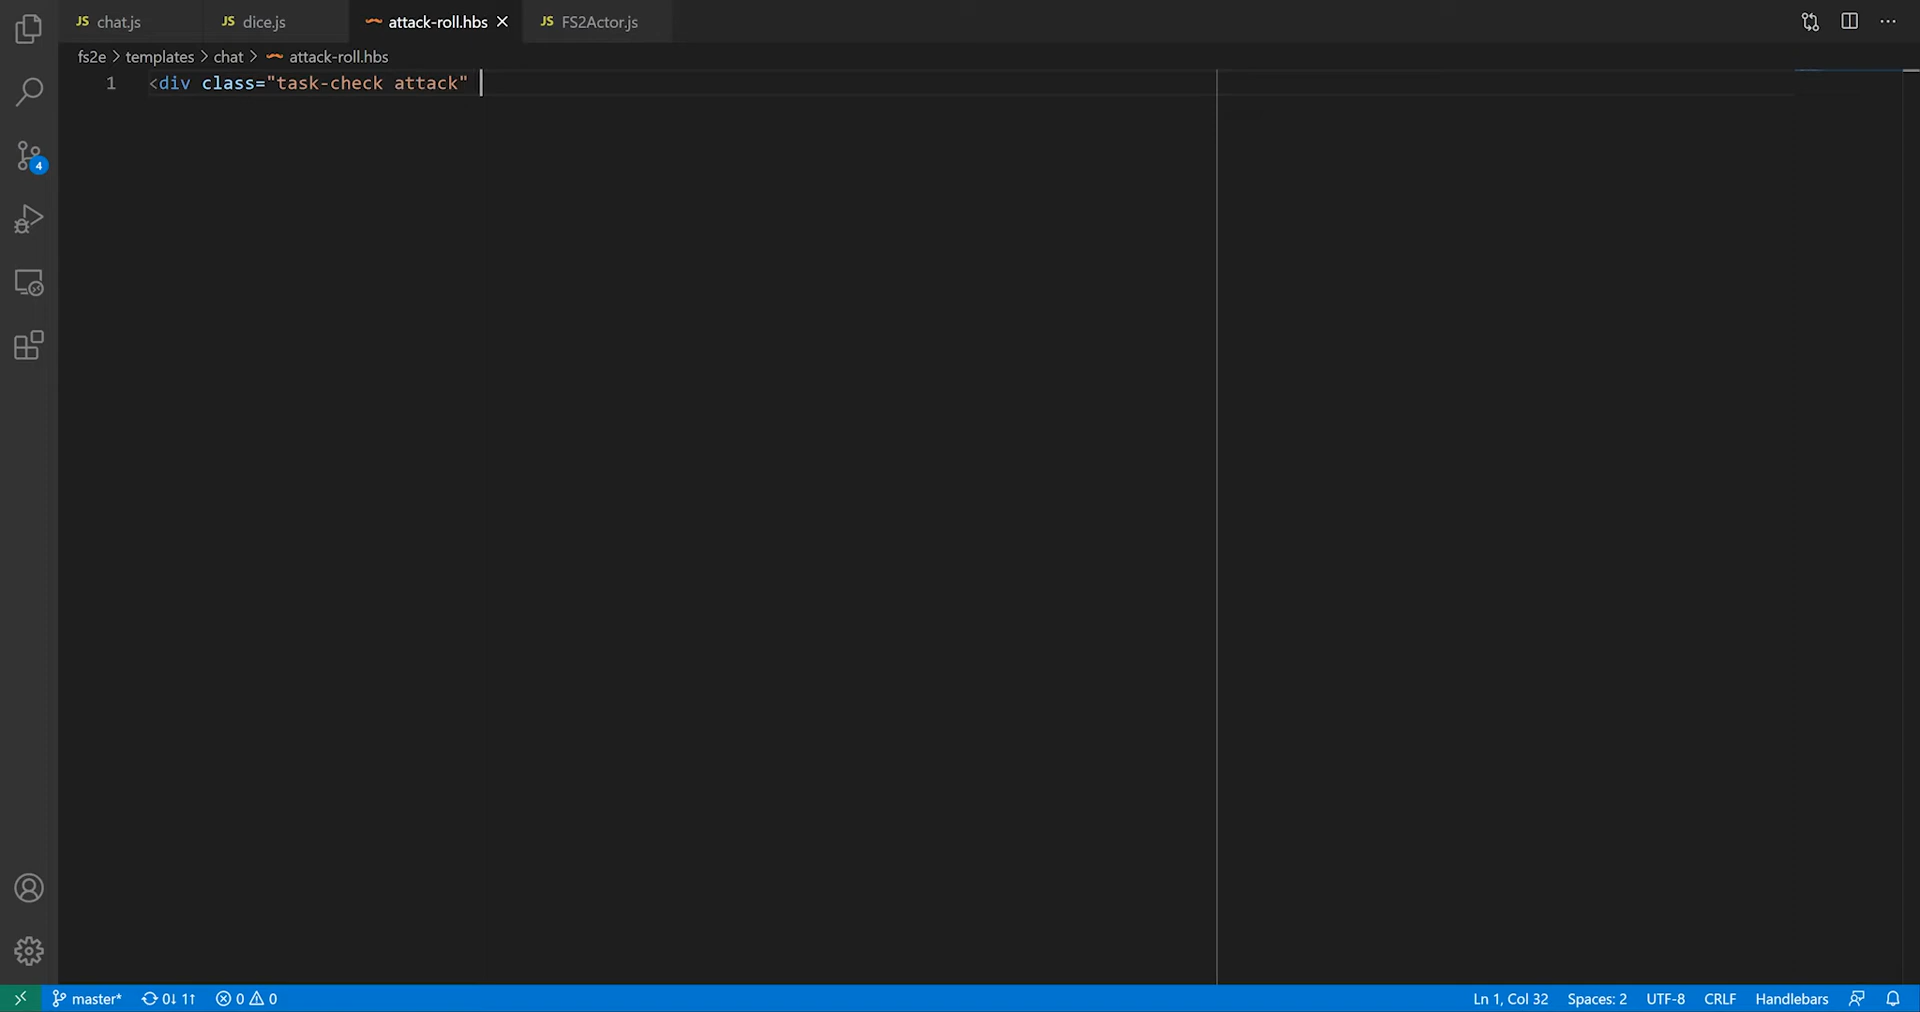 JS chat.js JS dice.js attack-roll.hbs JS FS2Actor.js
fs2e > templates > chat > attack-roll.hbs
1 <div class="task-check attack"
4
master* 0↓ 1↑ 0 0 Ln 1, Col 32 Spaces: 2 UTF-8 CRLF Handlebars